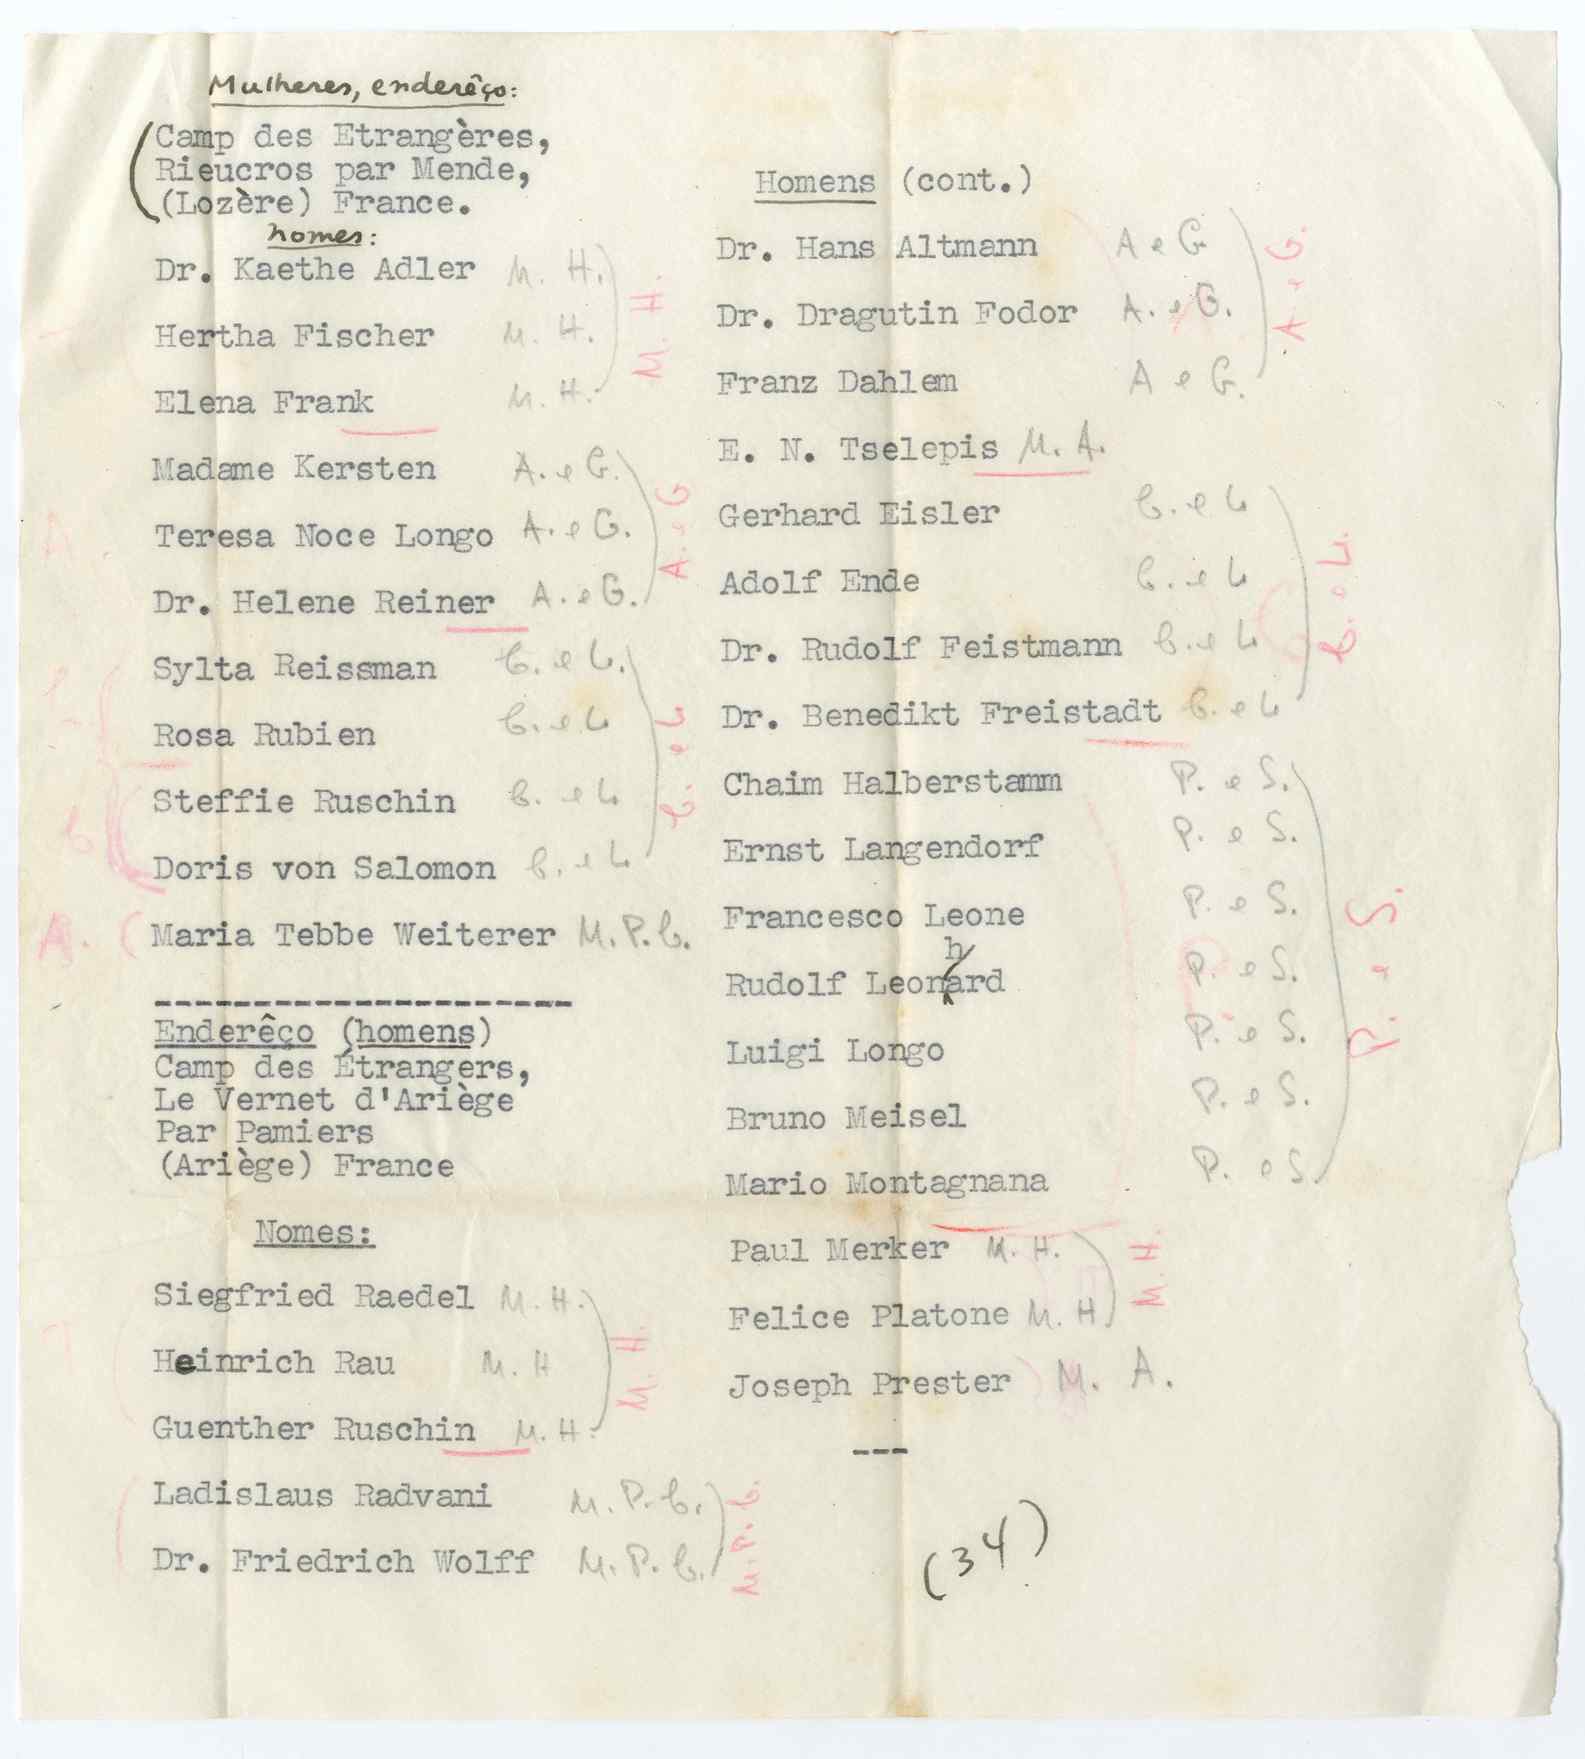 Mulheres, enderêço:
Camp des Etrangères,
Rieucros par Mende,
(Lozère) France.
nomes:
Dr. Kaethe Adler M. H.
Hertha Fischer M. H.
Elena Frank M. H.
M. H.
Madame Kersten A. e G.
Teresa Noce Longo A. e G.
Dr. Helene Reiner A. e G.
A. e G
Sylta Reissman C. e L.
Rosa Rubien C. e L
Steffie Ruschin C. e L
Doris von Salomon C. e L
C. e L
A. Maria Tebbe Weiterer M. P. C.
---------------------
Enderêço (homens)
Camp des Étrangers,
Le Vernet d'Ariège
Par Pamiers
(Ariège) France
Nomes:
Siegfried Raedel M. H.
Heinrich Rau M. H
Guenther Ruschin M. H.
M. H.
Ladislaus Radvani M. P. C.
Dr. Friedrich Wolff M. P. C.
M. P. C.
Homens (cont.)
Dr. Hans Altmann A e G
Dr. Dragutin Fodor A. e G.
Franz Dahlem A e G.
A e G.
E. N. Tselepis M. A.
Gerhard Eisler C. e L
Adolf Ende C. e L
Dr. Rudolf Feistmann C. e L
Dr. Benedikt Freistadt C. e L
C. e L.
Chaim Halberstamm P. e S.
Ernst Langendorf P. e S.
Francesco Leone P. e S.
h
Rudolf Leonard P. e S.
Luigi Longo P. e S.
Bruno Meisel P. e S.
Mario Montagnana P. e S
P. e S.
Paul Merker M. H.
Felice Platone M. H
M. H.
Joseph Prester M. A.
---
(34)